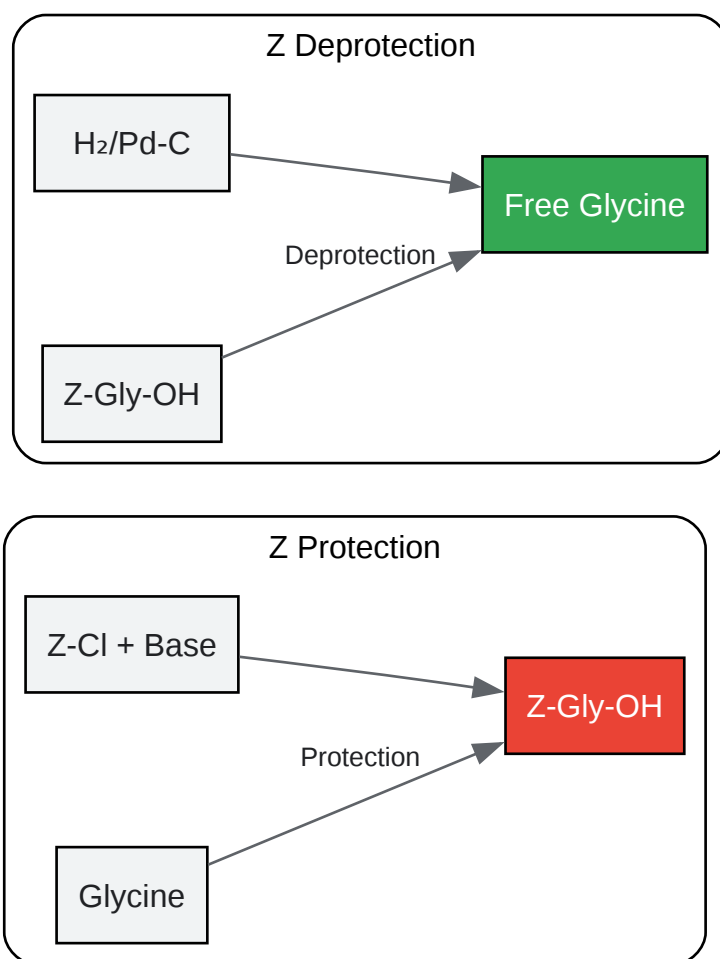 Z Deprotection
H₂/Pd-C
Free Glycine
Deprotection
Z-Gly-OH
Z Protection
Z-Cl + Base
Z-Gly-OH
Protection
Glycine